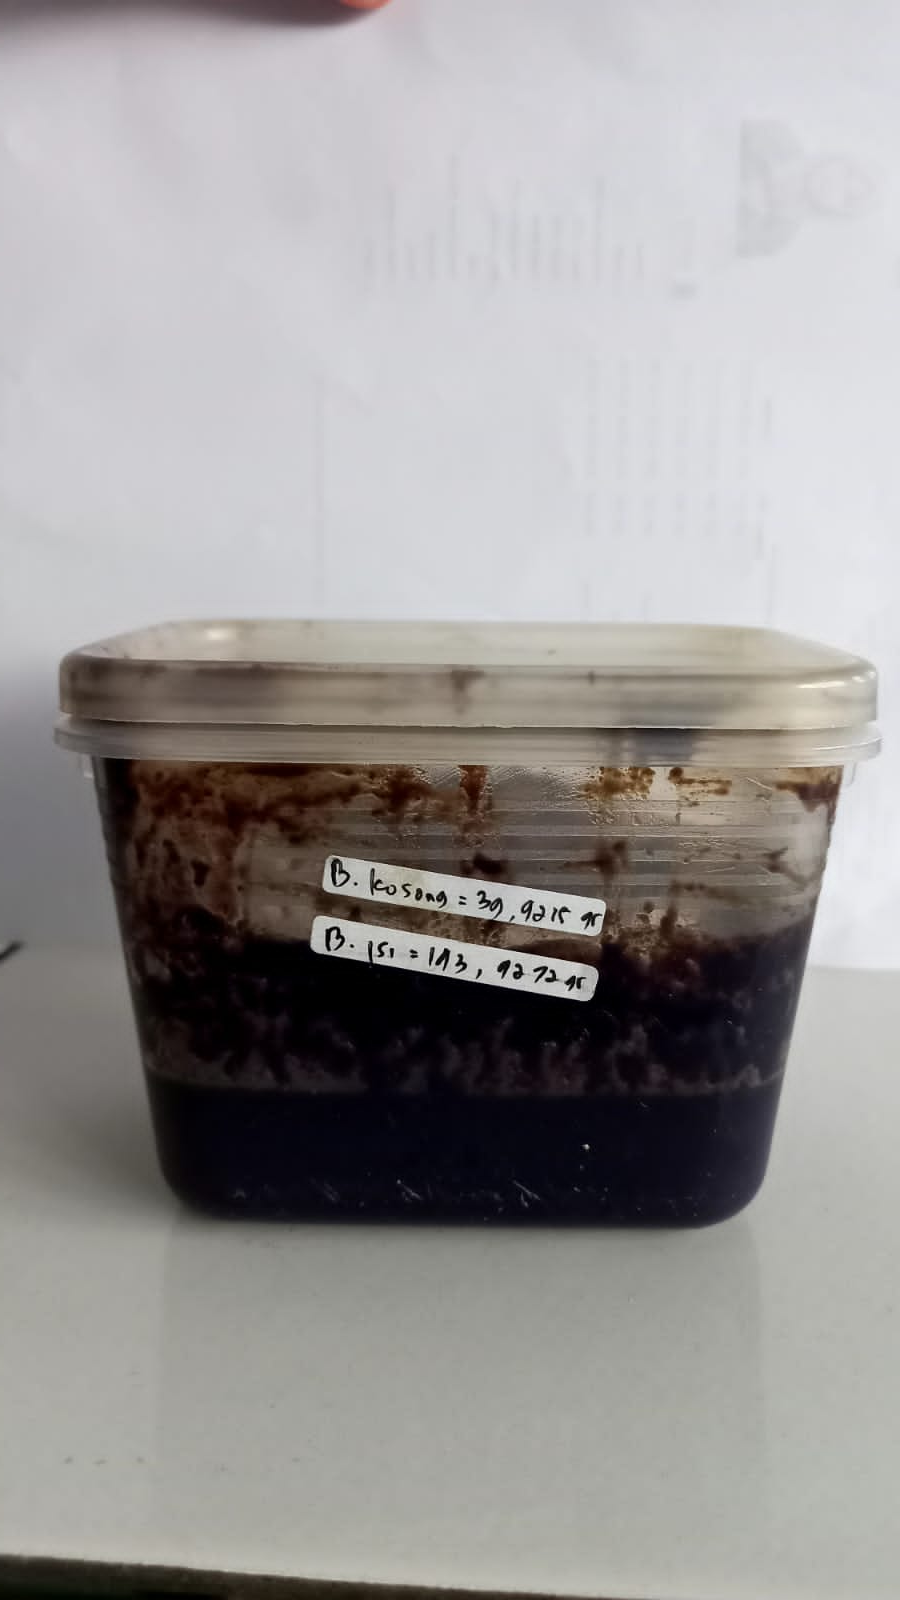 B. kosong = 39,9215 gr
B. isi = 143, 9272 gr